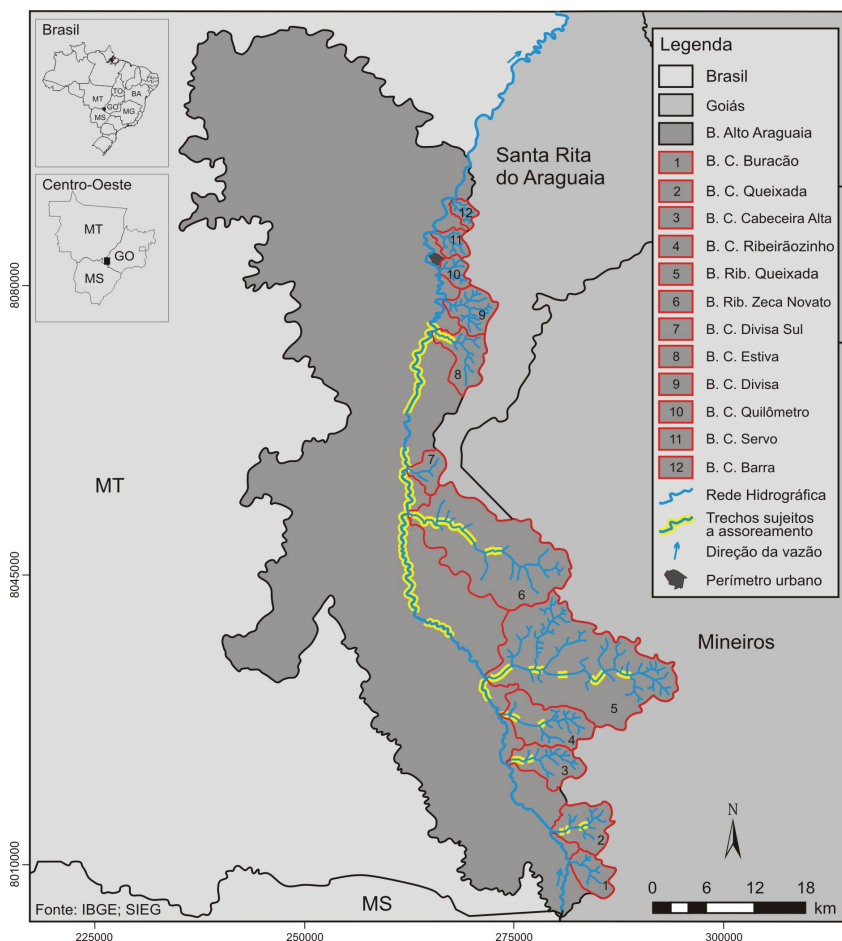 Brasil
MT
TO
BA
GO
MG
MS
Centro-Oeste
MT
GO
MS
Legenda
Brasil
Goiás
B. Alto Araguaia
1 B. C. Buracão
2 B. C. Queixada
3 B. C. Cabeceira Alta
4 B. C. Ribeirãozinho
5 B. Rib. Queixada
6 B. Rib. Zeca Novato
7 B. C. Divisa Sul
8 B. C. Estiva
9 B. C. Divisa
10 B. C. Quilômetro
11 B. C. Servo
12 B. C. Barra
Rede Hidrográfica
Trechos sujeitos
a assoreamento
Direção da vazão
Perímetro urbano
Santa Rita
do Araguaia
12
11
10
9
8
7
6
5
4
3
2
1
MT
Mineiros
MS
N
0 6 12 18 km
Fonte: IBGE; SIEG
8080000
8045000
8010000
225000 250000 275000 300000